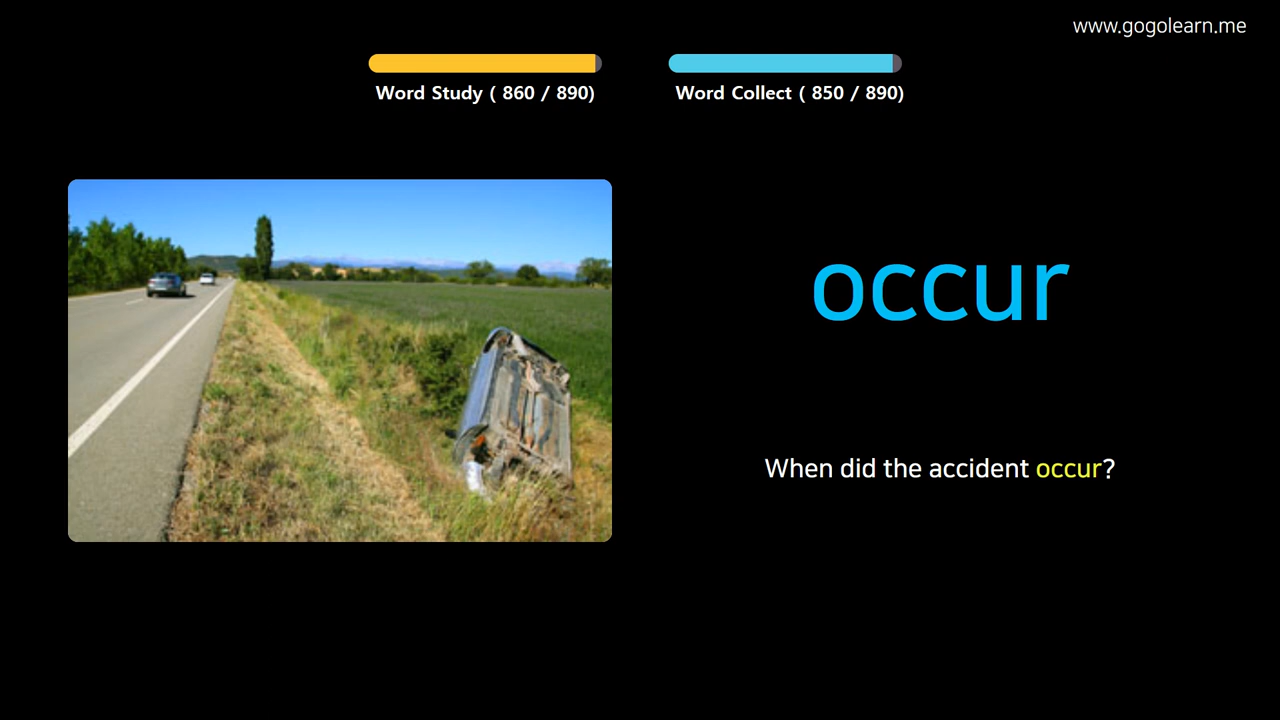 www.gogolearn.me
Word Study ( 860 / 890)
Word Collect ( 850 / 890)
occur
When did the accident occur?